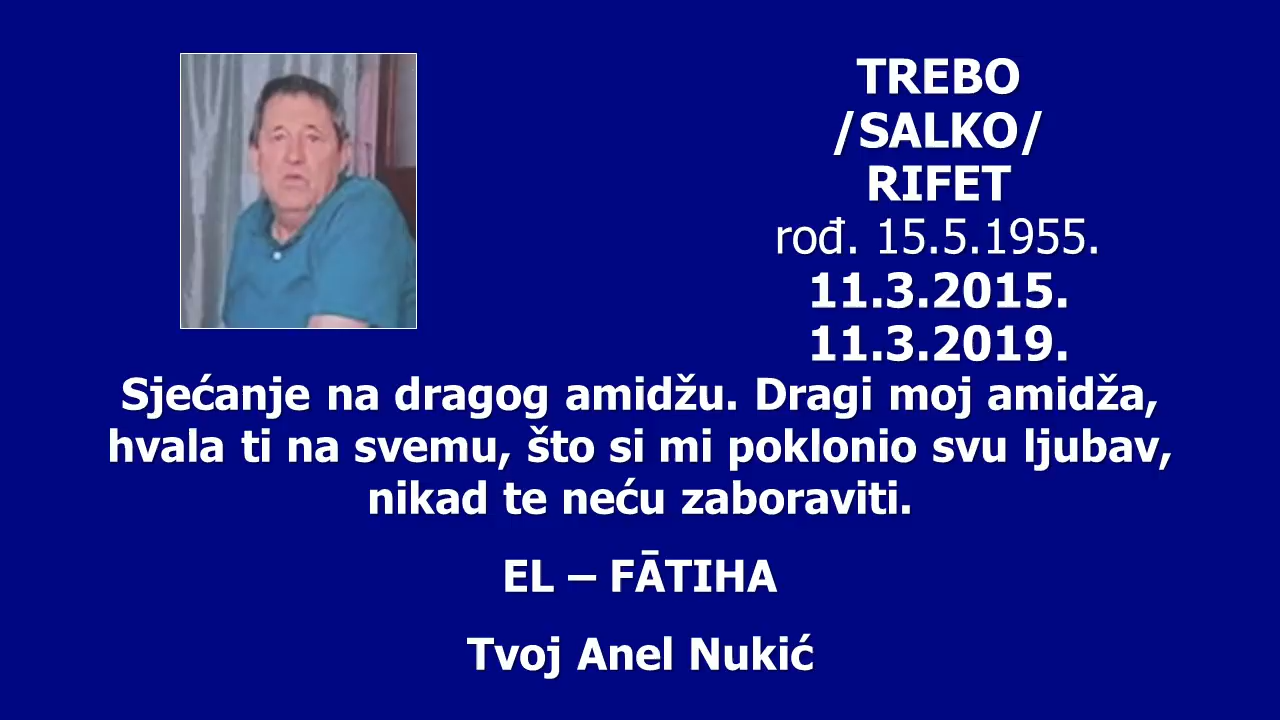 TREBO
/SALKO/
RIFET
rođ. 15.5.1955.
11.3.2015.
11.3.2019.
Sjećanje na dragog amidžu. Dragi moj amidža,
hvala ti na svemu, što si mi poklonio svu ljubav,
nikad te neću zaboraviti.
EL – FĀTIHA
Tvoj Anel Nukić